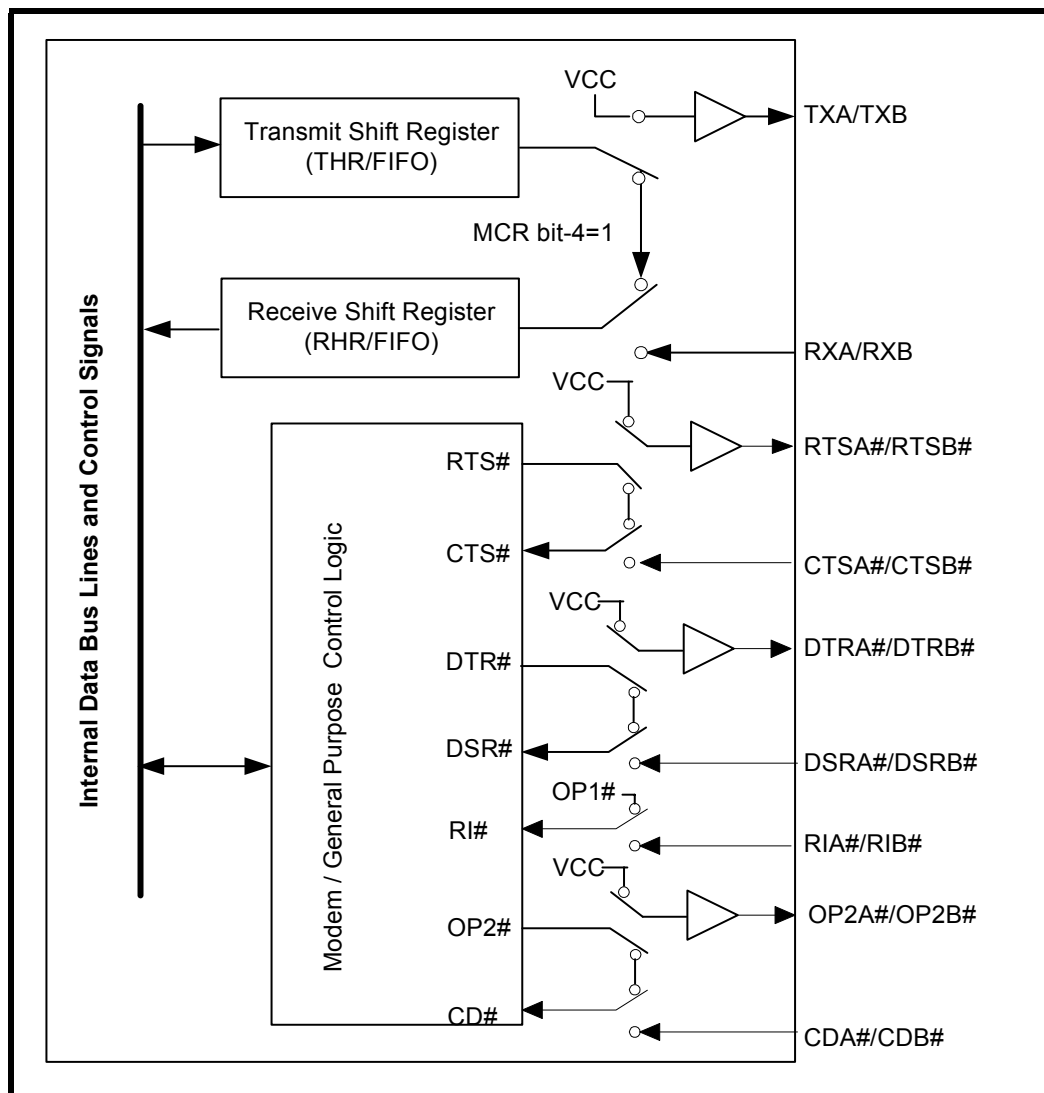 VCC
TXA/TXB
Transmit Shift Register
(THR/FIFO)
MCR bit-4=1
Receive Shift Register
(RHR/FIFO)
RXA/RXB
Internal Data Bus Lines and Control Signals
Modem / General Purpose Control Logic
VCC
RTSA#/RTSB#
RTS#
CTS#
CTSA#/CTSB#
VCC
DTRA#/DTRB#
DTR#
DSR#
DSRA#/DSRB#
OP1#
RI#
RIA#/RIB#
VCC
OP2A#/OP2B#
OP2#
CD#
CDA#/CDB#